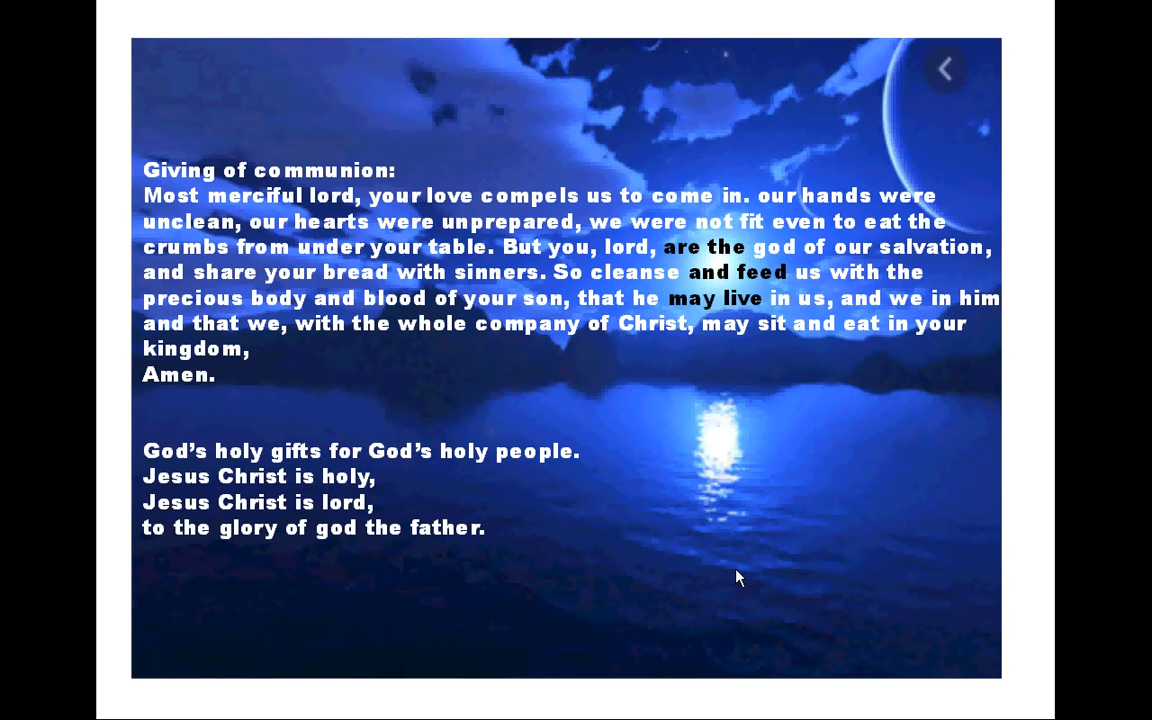 Giving of communion:
Most merciful lord, your love compels us to come in. our hands were
unclean, our hearts were unprepared, we were not fit even to eat the
crumbs from under your table. But you, lord, are the god of our salvation,
and share your bread with sinners. So cleanse and feed us with the
precious body and blood of your son, that he may live in us, and we in him
and that we, with the whole company of Christ, may sit and eat in your
kingdom,
Amen.
God’s holy gifts for God’s holy people.
Jesus Christ is holy,
Jesus Christ is lord,
to the glory of god the father.